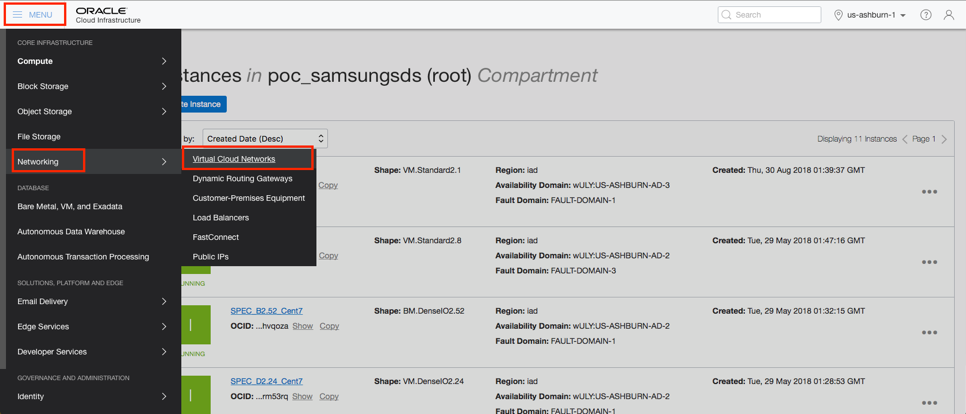 MENU
ORACLE
Cloud Infrastructure
Search
us-ashburn-1
CORE INFRASTRUCTURE
Compute
Block Storage
Object Storage
File Storage
Networking
DATABASE
Bare Metal, VM, and Exadata
Autonomous Data Warehouse
Autonomous Transaction Processing
SOLUTIONS, PLATFORM AND EDGE
Email Delivery
Edge Services
Developer Services
GOVERNANCE AND ADMINISTRATION
Identity
Virtual Cloud Networks
Dynamic Routing Gateways
Customer-Premises Equipment
Load Balancers
FastConnect
Public IPs
stances in poc_samsungsds (root) Compartment
te Instance
by: Created Date (Desc)
Displaying 11 Instances Page 1
Copy
Shape: VM.Standard2.1
Region: iad
Availability Domain: wULY:US-ASHBURN-AD-3
Fault Domain: FAULT-DOMAIN-1
Created: Thu, 30 Aug 2018 01:39:37 GMT
Copy
UNNING
Shape: VM.Standard2.8
Region: iad
Availability Domain: wULY:US-ASHBURN-AD-2
Fault Domain: FAULT-DOMAIN-3
Created: Tue, 29 May 2018 01:47:16 GMT
I
UNNING
SPEC_B2.52_Cent7
OCID: ...hvqoza Show Copy
Shape: BM.DenseIO2.52
Region: iad
Availability Domain: wULY:US-ASHBURN-AD-2
Fault Domain: FAULT-DOMAIN-1
Created: Tue, 29 May 2018 01:32:15 GMT
I
SPEC_D2.24_Cent7
OCID: ...rm53rq Show Copy
Shape: VM.DenseIO2.24
Region: iad
Availability Domain: wULY:US-ASHBURN-AD-2
Fault Domain: FAULT-DOMAIN-1
Created: Tue, 29 May 2018 01:28:53 GMT